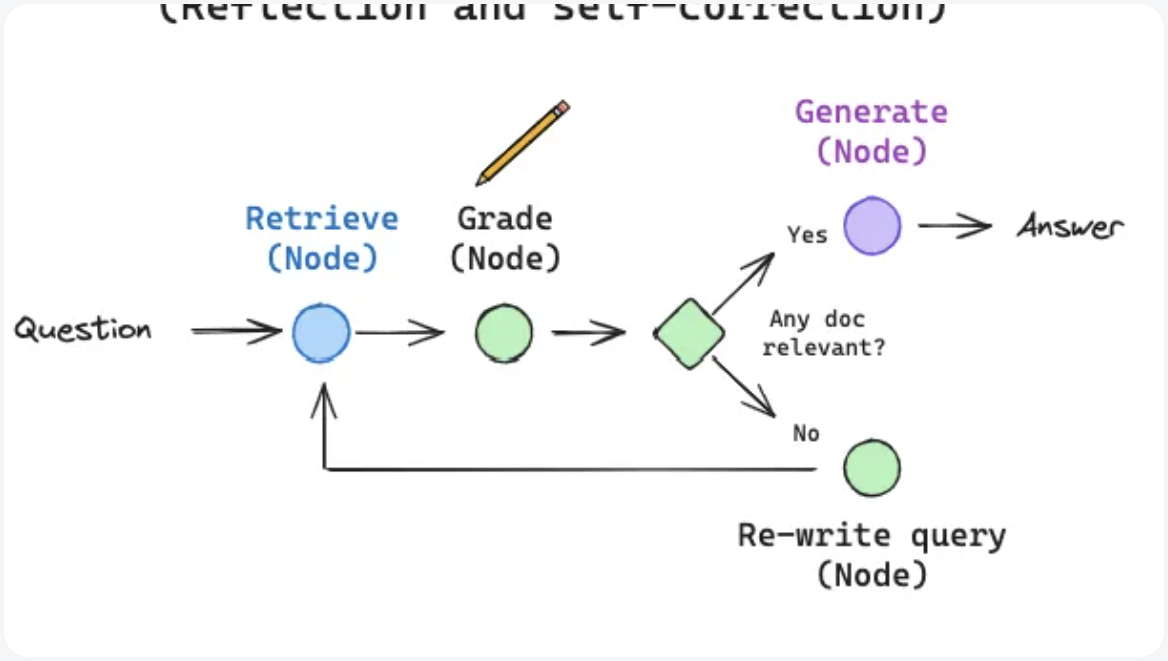 (Reflection and self-correction)
Generate
(Node)
Retrieve
(Node)
Grade
(Node)
Yes
Answer
Question
Any doc
relevant?
No
Re-write query
(Node)